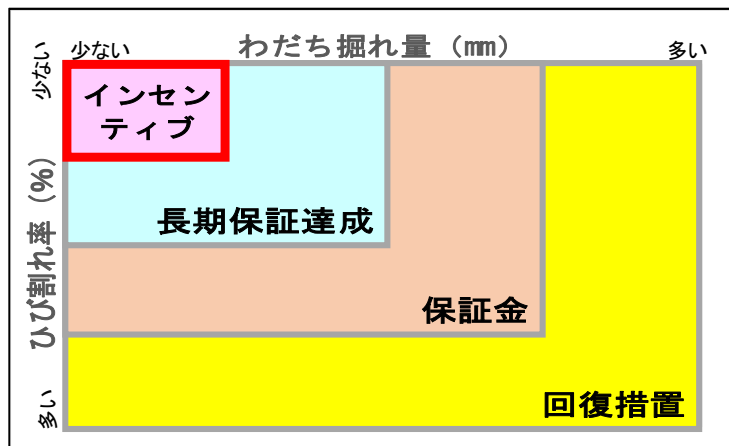 わだち掘れ量（mm）
少ない
多い
少ない
ひび割れ率（%）
多い
インセン
ティブ
長期保証達成
保証金
回復措置